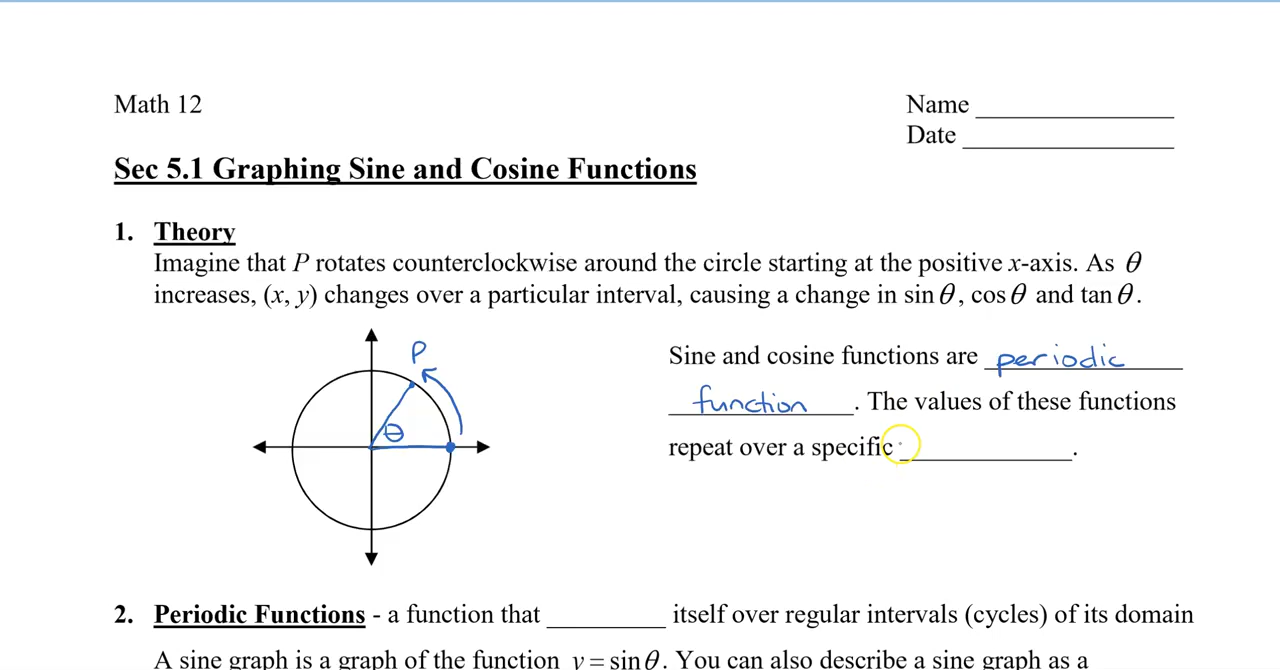 Math 12
Name
Date
Sec 5.1 Graphing Sine and Cosine Functions
1. Theory
Imagine that P rotates counterclockwise around the circle starting at the positive x-axis. As θ
increases, (x, y) changes over a particular interval, causing a change in sin θ, cos θ and tan θ.
P
θ
Sine and cosine functions are periodic
function. The values of these functions
repeat over a specific ____________.
2. Periodic Functions - a function that _________ itself over regular intervals (cycles) of its domain
A sine graph is a graph of the function y = sin θ. You can also describe a sine graph as a